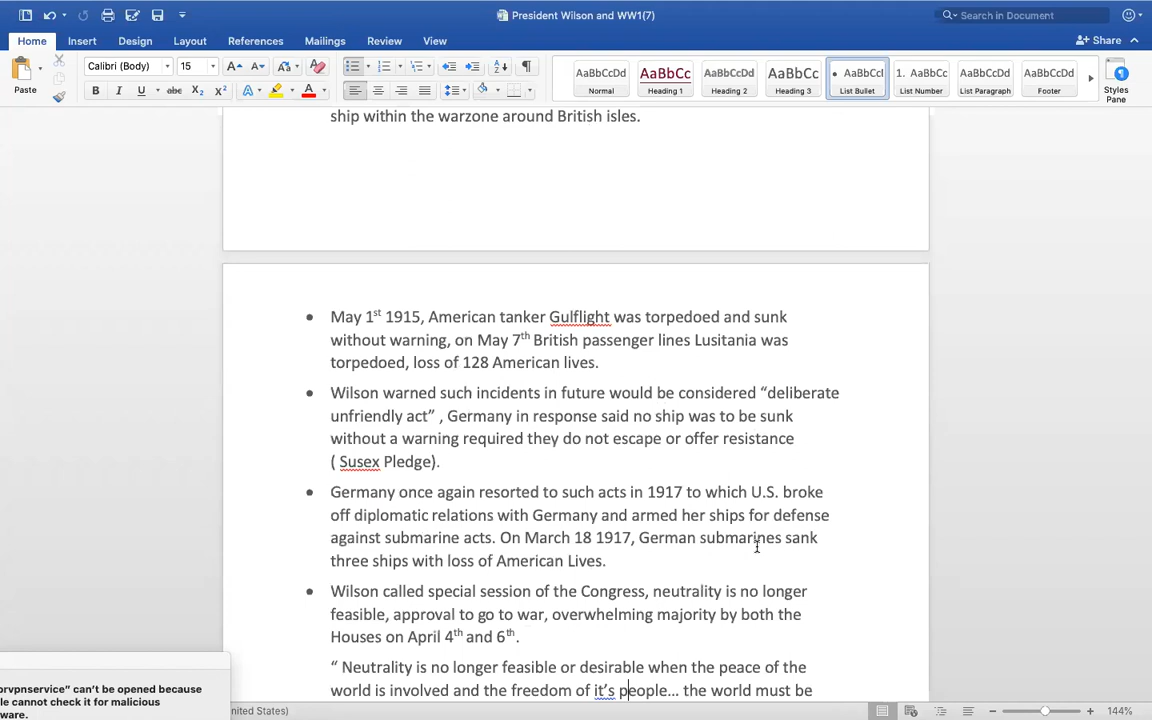 President Wilson and WW1(7)
Search in Document
Home Insert Design Layout References Mailings Review View
Share
Paste
Calibri (Body) 15
B I U abc X₂ X²
AaBbCcDd AaBbCc AaBbCcDd AaBbCcDd AaBbCcl 1. AaBbCc AaBbCcDd AaBbCcDd
Normal Heading 1 Heading 2 Heading 3 List Bullet List Number List Paragraph Footer
Styles
Pane
ship within the warzone around British isles.
• May 1st 1915, American tanker Gulflight was torpedoed and sunk
without warning, on May 7th British passenger lines Lusitania was
torpedoed, loss of 128 American lives.
• Wilson warned such incidents in future would be considered “deliberate
unfriendly act” , Germany in response said no ship was to be sunk
without a warning required they do not escape or offer resistance
( Susex Pledge).
• Germany once again resorted to such acts in 1917 to which U.S. broke
off diplomatic relations with Germany and armed her ships for defense
against submarine acts. On March 18 1917, German submarines sank
three ships with loss of American Lives.
• Wilson called special session of the Congress, neutrality is no longer
feasible, approval to go to war, overwhelming majority by both the
Houses on April 4th and 6th.
“ Neutrality is no longer feasible or desirable when the peace of the
world is involved and the freedom of it’s people... the world must be
prvpnservice” can’t be opened because
le cannot check it for malicious
ware.
nited States)
144%